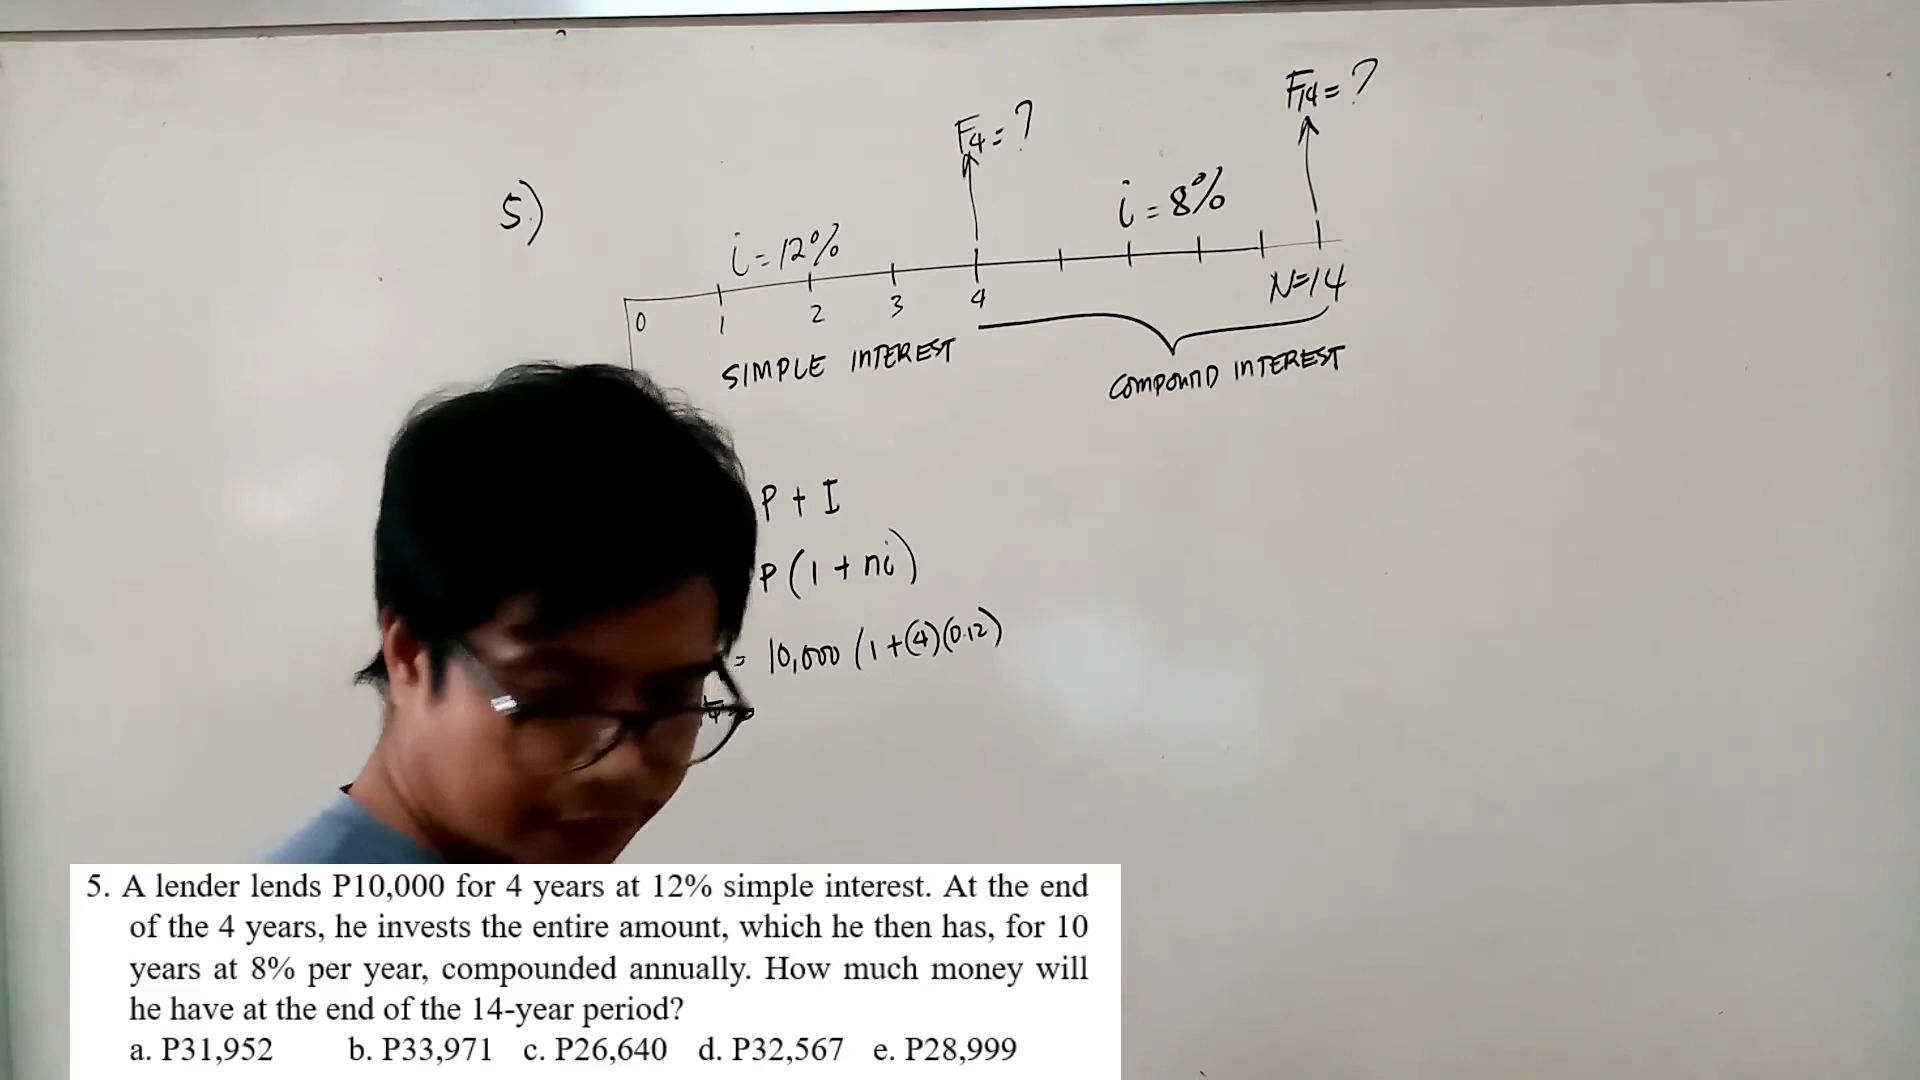 5)
F4 = ?
F14 = ?
i = 12%
i = 8%
0 1 2 3 4 N=14
SIMPLE INTEREST
COMPOUND INTEREST
P + I
P (1 + ni)
= 10,000 (1 + (4)(0.12)
5. A lender lends P10,000 for 4 years at 12% simple interest. At the end
of the 4 years, he invests the entire amount, which he then has, for 10
years at 8% per year, compounded annually. How much money will
he have at the end of the 14-year period?
a. P31,952 b. P33,971 c. P26,640 d. P32,567 e. P28,999